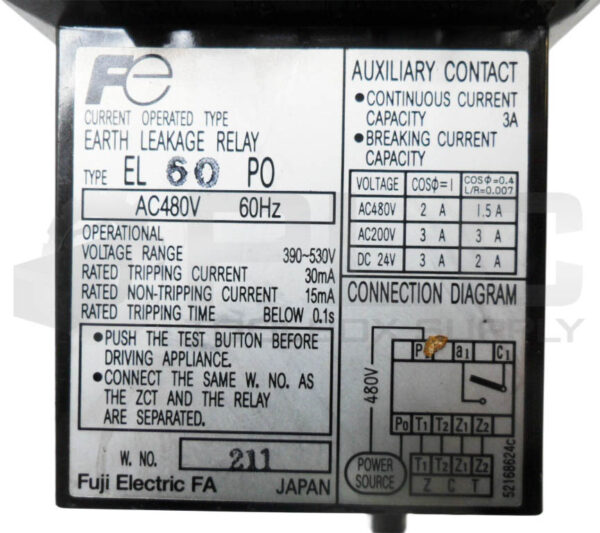 Fe
CURRENT OPERATED TYPE
EARTH LEAKAGE RELAY
TYPE EL 60 PO
AC480V 60Hz
OPERATIONAL
VOLTAGE RANGE 390~530V
RATED TRIPPING CURRENT 30mA
RATED NON-TRIPPING CURRENT 15mA
RATED TRIPPING TIME BELOW 0.1s
•PUSH THE TEST BUTTON BEFORE
DRIVING APPLIANCE.
•CONNECT THE SAME W. NO. AS
THE ZCT AND THE RELAY
ARE SEPARATED.
W. NO. 211
Fuji Electric FA JAPAN
AUXILIARY CONTACT
•CONTINUOUS CURRENT
CAPACITY 3A
•BREAKING CURRENT
CAPACITY
VOLTAGE COSΦ=1 COSΦ=0.4
L/R=0.007
AC480V 2 A 1.5A
AC200V 3 A 3 A
DC 24V 3 A 2 A
CONNECTION DIAGRAM
480V
a1 C1
P0 T1 T2 Z1 Z2
POWER
SOURCE
T1 T2 Z1 Z2
Z C T
52168624C